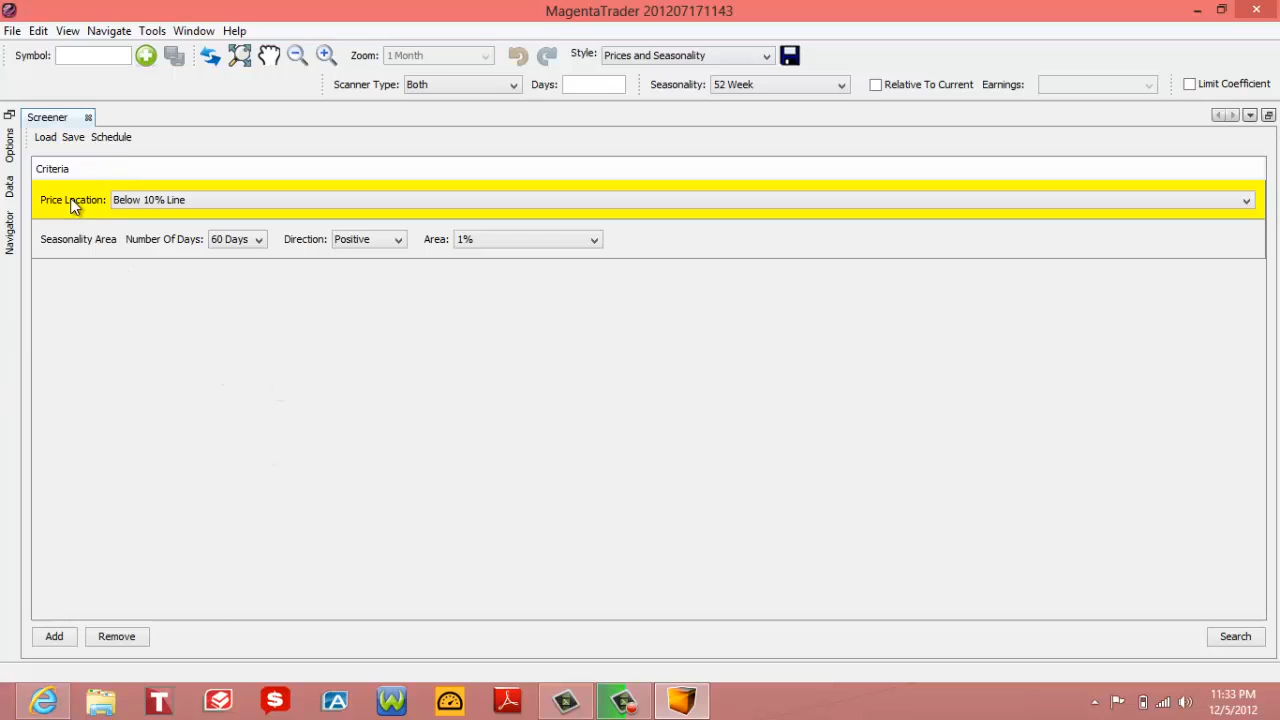 MagentaTrader 201207171143
File Edit View Navigate Tools Window Help
Symbol: Zoom: 1 Month Style: Prices and Seasonality
Scanner Type: Both Days: Seasonality: 52 Week Relative To Current Earnings: Limit Coefficient
Screener
Load Save Schedule
Options
Data
Navigator
Criteria
Price Location: Below 10% Line
Seasonality Area Number Of Days: 60 Days Direction: Positive Area: 1%
Add Remove Search
11:33 PM
12/5/2012